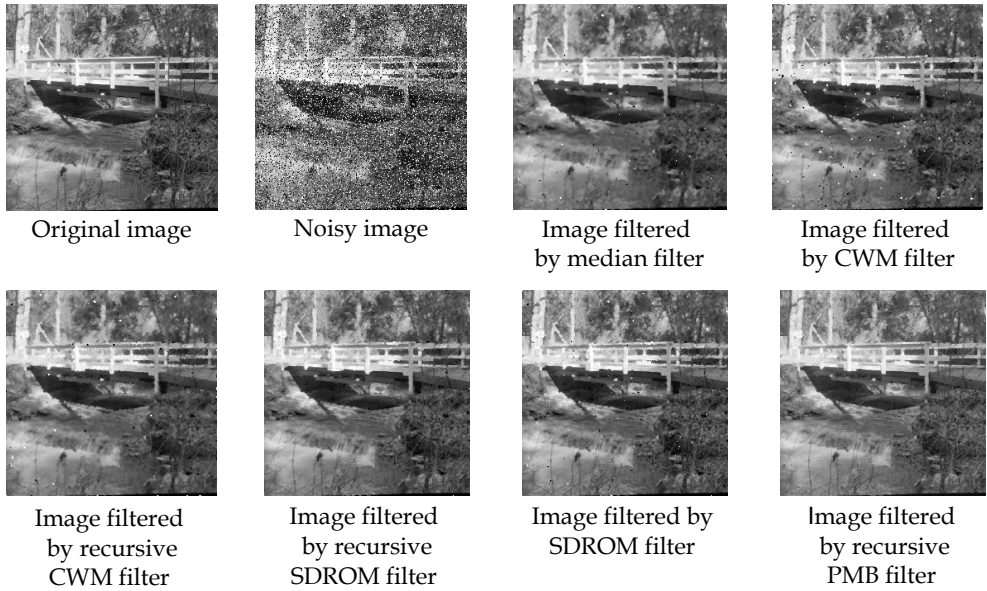 Original image
Noisy image
Image filtered
by median filter
Image filtered
by CWM filter
Image filtered
by recursive
CWM filter
Image filtered
by recursive
SDROM filter
Image filtered by
SDROM filter
Image filtered
by recursive
PMB filter